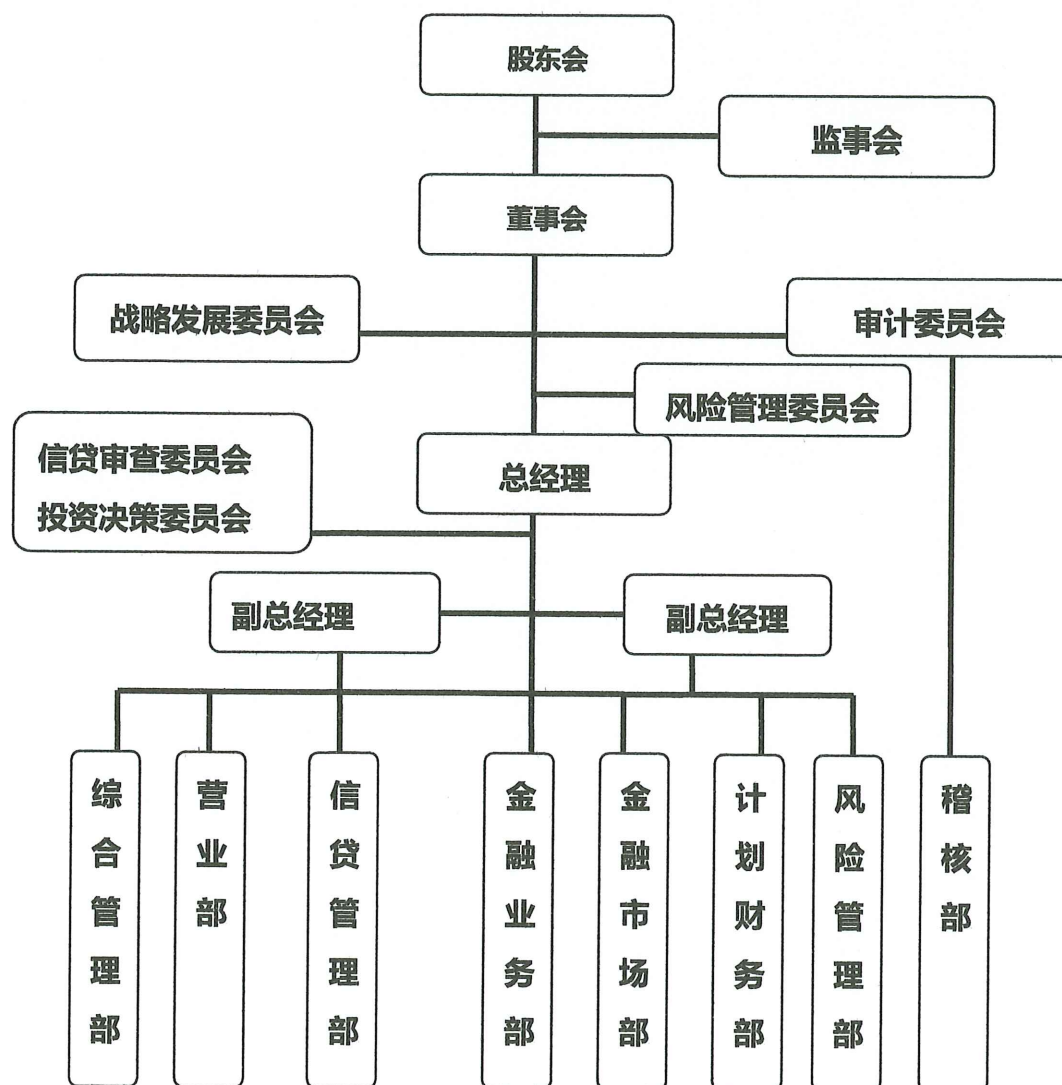 股东会
监事会
董事会
战略发展委员会
审计委员会
风险管理委员会
信贷审查委员会
投资决策委员会
总经理
副总经理
副总经理
综合管理部
营业部
信贷管理部
金融业务部
金融市场部
计划财务部
风险管理部
稽核部